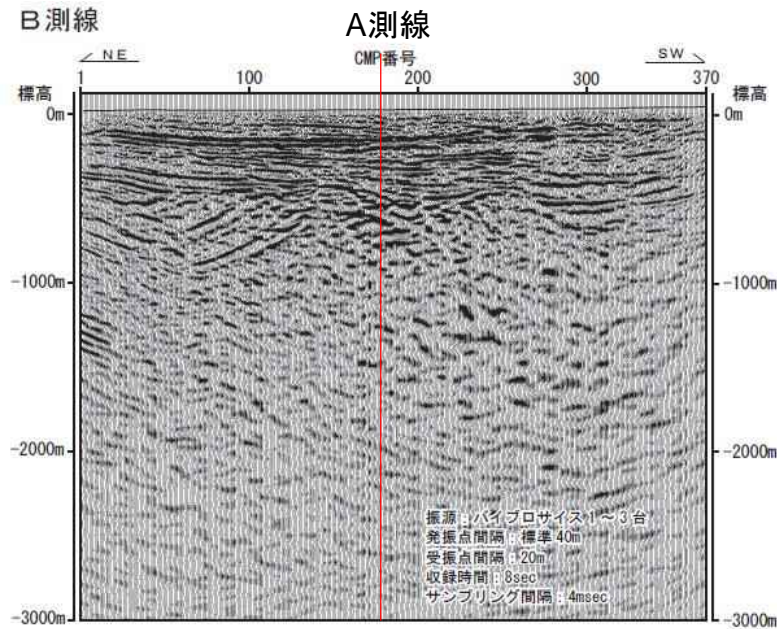 B測線
A測線
NE
CMP番号
SW
1
100
200
300
370
標高
標高
0m
0m
-1000m
-1000m
-2000m
-2000m
振源：バイブロサイス 1～3台
発振点間隔：標準 40m
受振点間隔：20m
収録時間：8sec
サンプリング間隔：4msec
-3000m
-3000m